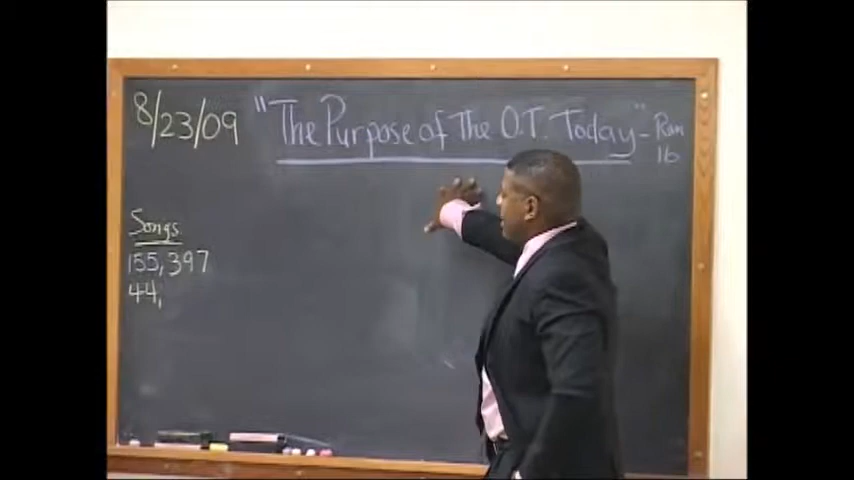 8/23/09 "The Purpose of The O.T. Today" - Rom
16
Songs
155, 397
44,